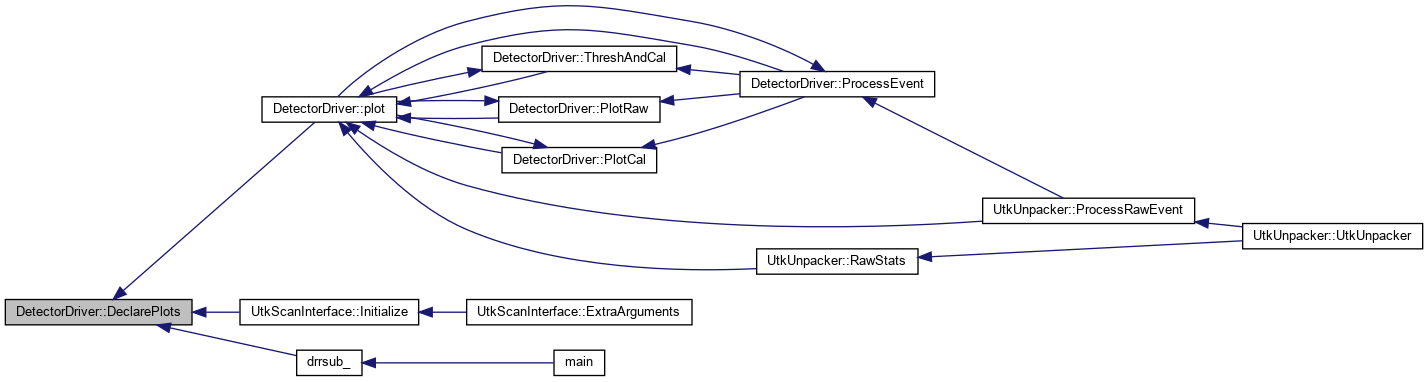 DetectorDriver::ThreshAndCal
DetectorDriver::ProcessEvent
DetectorDriver::plot
DetectorDriver::PlotRaw
DetectorDriver::PlotCal
UtkUnpacker::ProcessRawEvent
UtkUnpacker::UtkUnpacker
UtkUnpacker::RawStats
DetectorDriver::DeclarePlots
UtkScanInterface::Initialize
UtkScanInterface::ExtraArguments
drrsub_
main